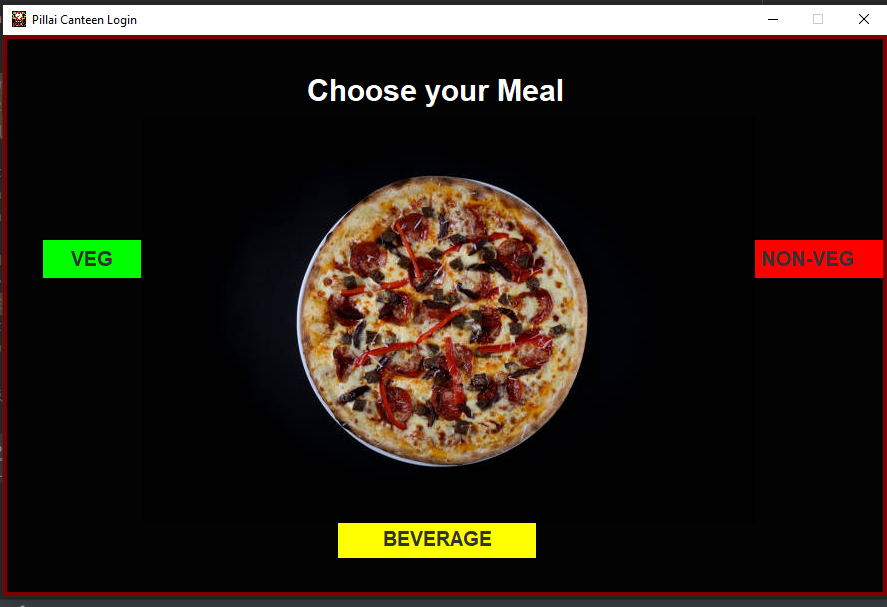 Pillai Canteen Login
Choose your Meal
VEG
NON-VEG
BEVERAGE